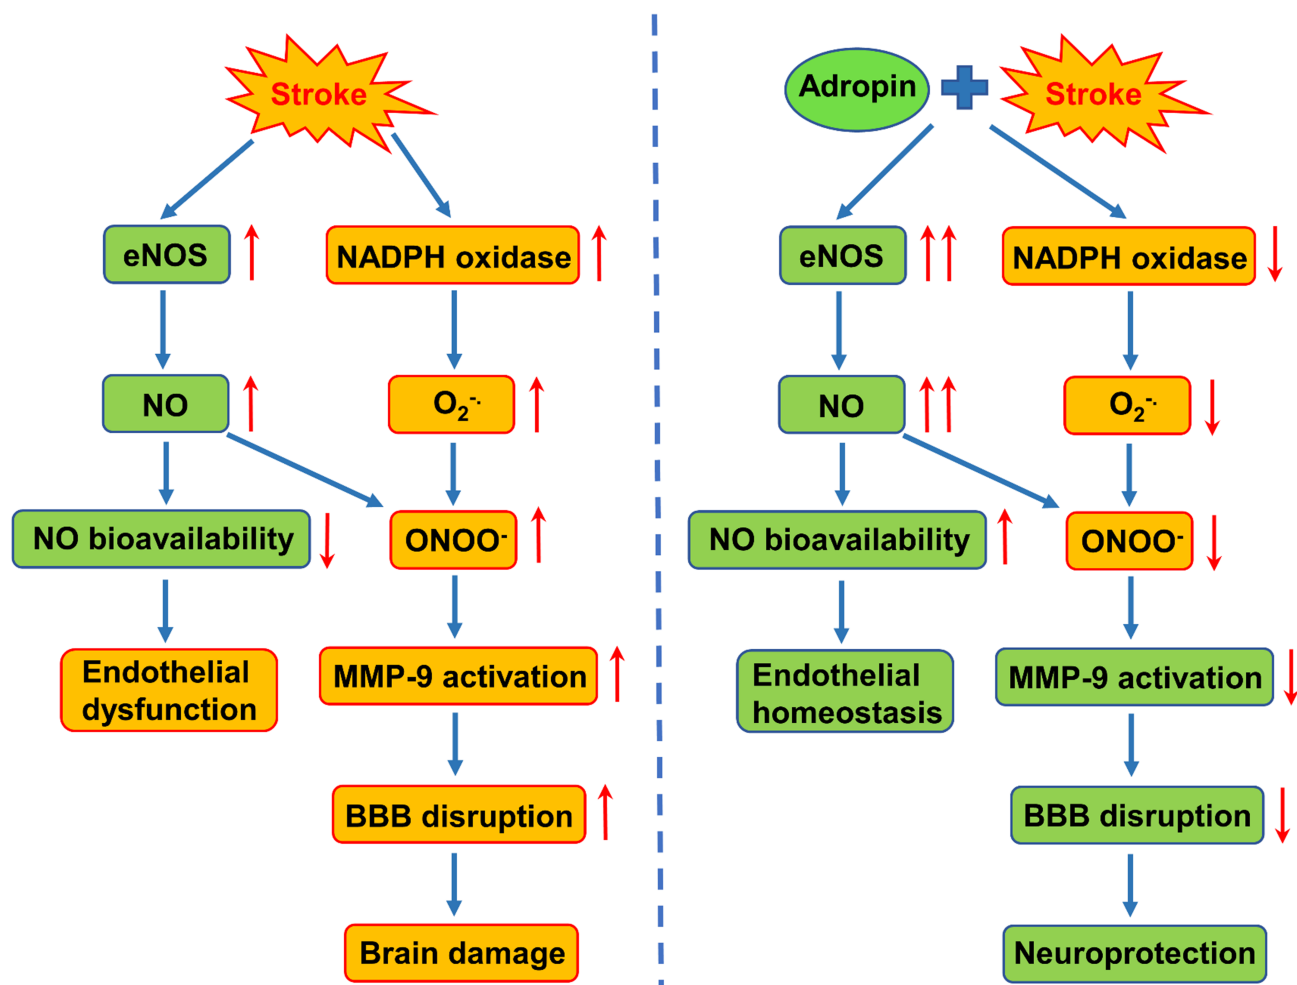 Stroke
eNOS
NADPH oxidase
NO
O₂⁻·
NO bioavailability
ONOO⁻
Endothelial
dysfunction
MMP-9 activation
BBB disruption
Brain damage
Adropin
Stroke
eNOS
NADPH oxidase
NO
O₂⁻·
NO bioavailability
ONOO⁻
Endothelial
homeostasis
MMP-9 activation
BBB disruption
Neuroprotection